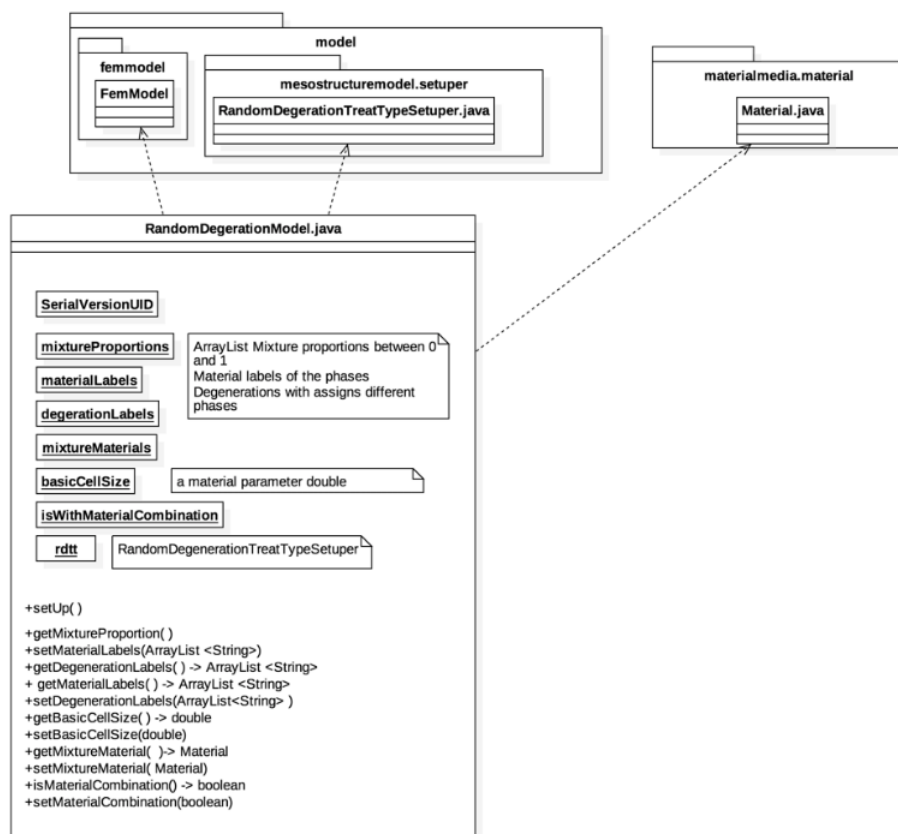 model
femmodel
FemModel
mesostructuremodel.setuper
RandomDegerationTreatTypeSetuper.java
materialmedia.material
Material.java
RandomDegerationModel.java
SerialVersionUID
mixtureProportions
ArrayList Mixture proportions between 0
and 1
Material labels of the phases
Degenerations with assigns different
phases
materialLabels
degerationLabels
mixtureMaterials
basicCellSize
a material parameter double
isWithMaterialCombination
rdtt
RandomDegenerationTreatTypeSetuper
+setUp( )
+getMixtureProportion( )
+setMaterialLabels(ArrayList <String>)
+getDegenerationLabels( ) -> ArrayList <String>
+ getMaterialLabels( ) -> ArrayList <String>
+setDegenerationLabels(ArrayList<String> )
+getBasicCellSize( ) -> double
+setBasicCellSize(double)
+getMixtureMaterial(  )-> Material
+setMixtureMaterial( Material)
+isMaterialCombination() -> boolean
+setMaterialCombination(boolean)